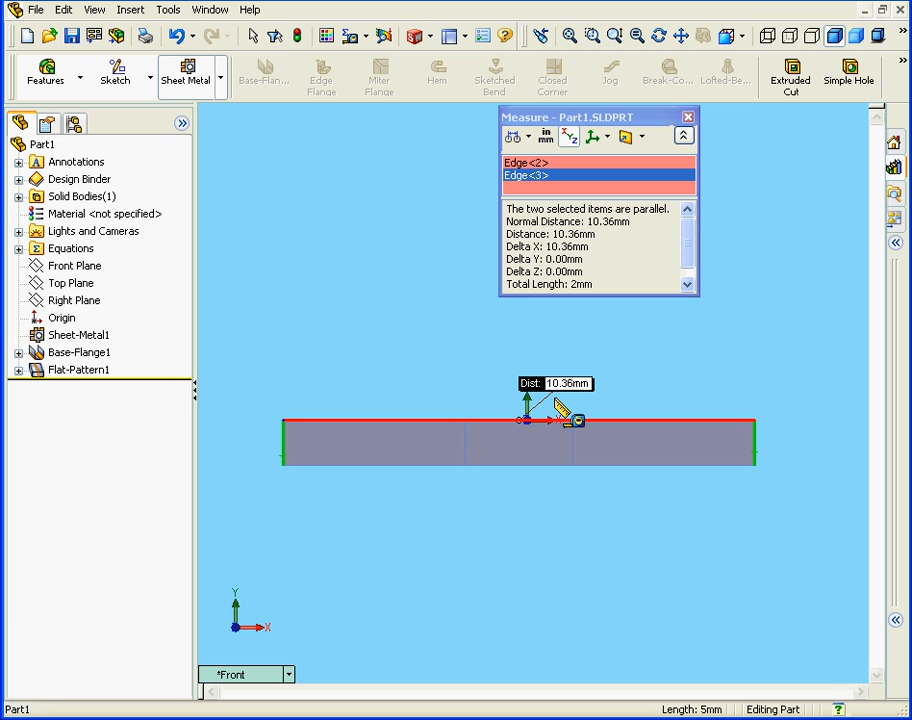 File Edit View Insert Tools Window Help
Features Sketch Sheet Metal Base-Flan... Edge Flange Miter Flange Hem Sketched Bend Closed Corner Jog Break-Co... Lofted-Be... Extruded Cut Simple Hole
Part1
Annotations
Design Binder
Solid Bodies(1)
Material <not specified>
Lights and Cameras
Equations
Front Plane
Top Plane
Right Plane
Origin
Sheet-Metal1
Base-Flange1
Flat-Pattern1
Measure - Part1.SLDPRT
in
mm
XYZ
Edge<2>
Edge<3>
The two selected items are parallel.
Normal Distance: 10.36mm
Distance: 10.36mm
Delta X: 10.36mm
Delta Y: 0.00mm
Delta Z: 0.00mm
Total Length: 2mm
Dist: 10.36mm
Y
X
*Front
Part1 Length: 5mm Editing Part ?